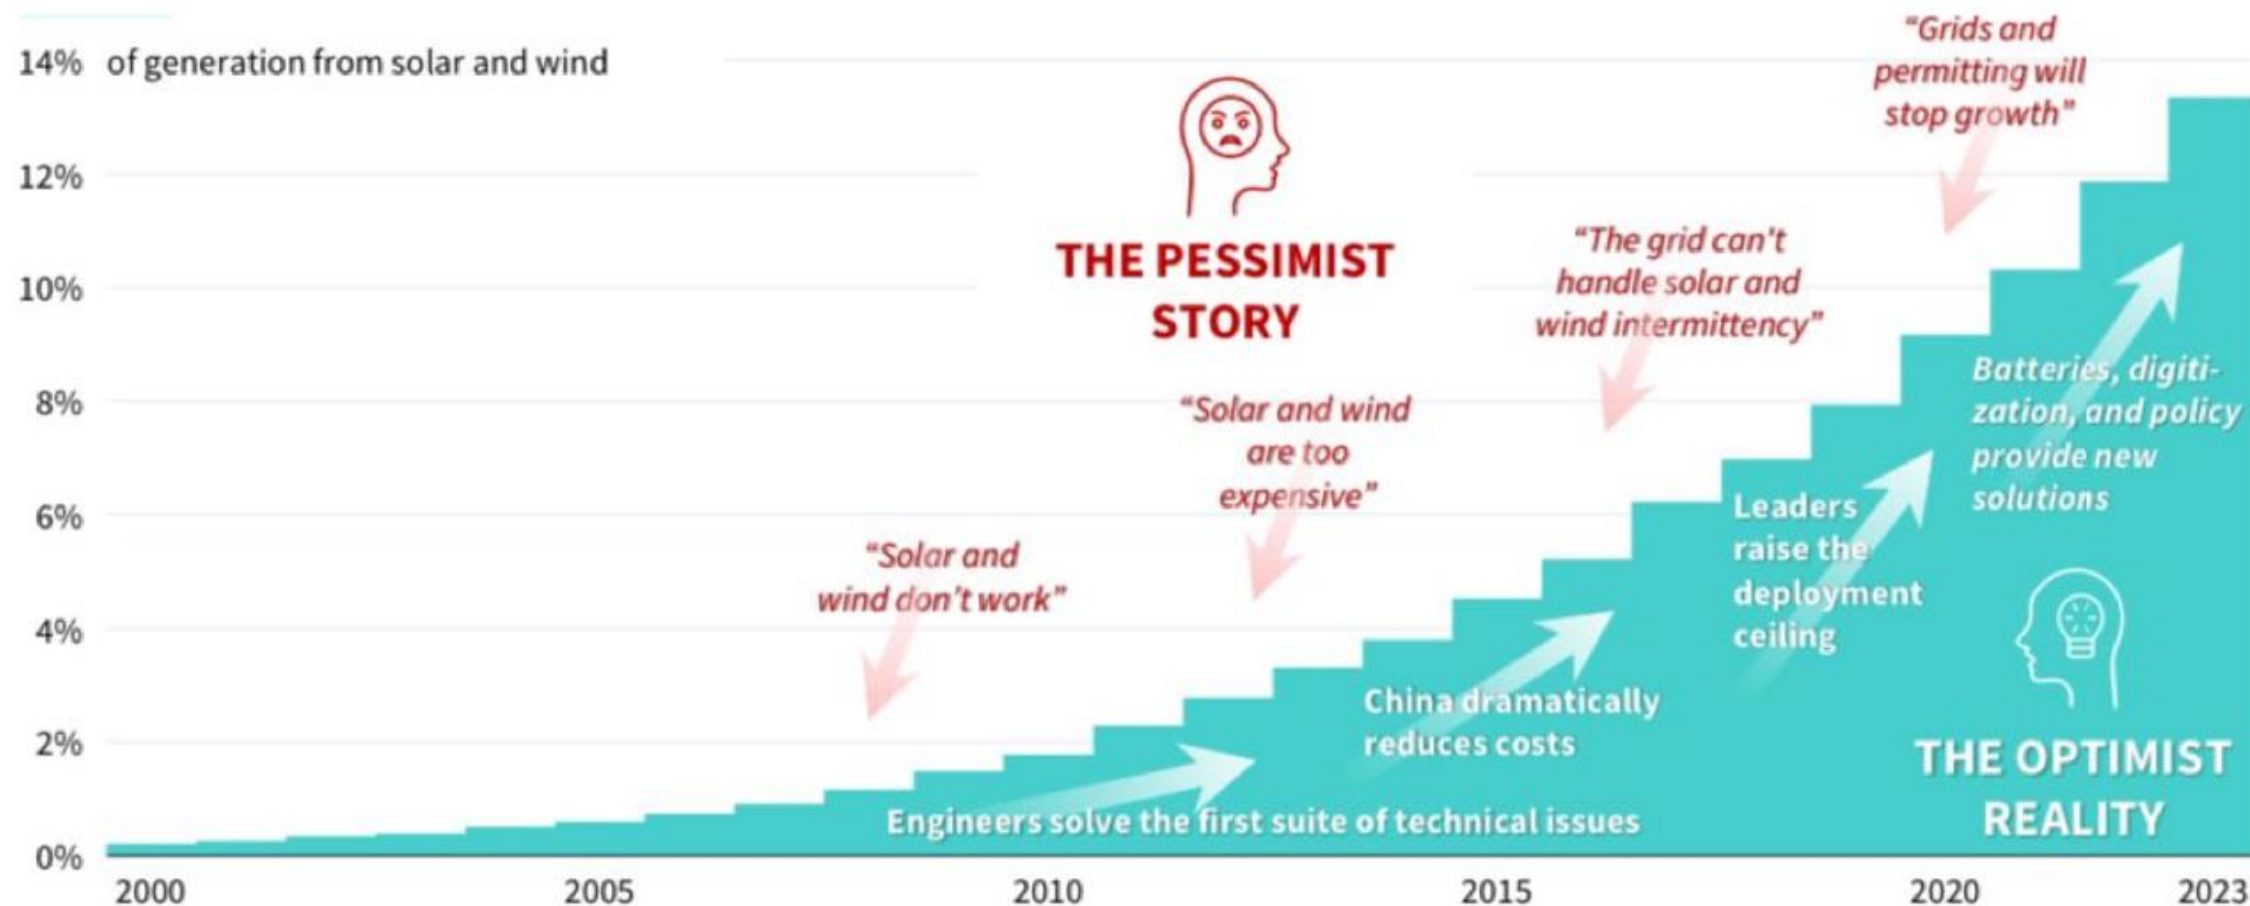 14% of generation from solar and wind
12%
10%
8%
6%
4%
2%
0%
2000
2005
2010
2015
2020
2023
THE PESSIMIST
STORY
“Solar and
wind don’t work”
“Solar and wind
are too
expensive”
“The grid can't
handle solar and
wind intermittency”
“Grids and
permitting will
stop growth”
Engineers solve the first suite of technical issues
China dramatically
reduces costs
Leaders
raise the
deployment
ceiling
Batteries, digiti-
zation, and policy
provide new
solutions
THE OPTIMIST
REALITY